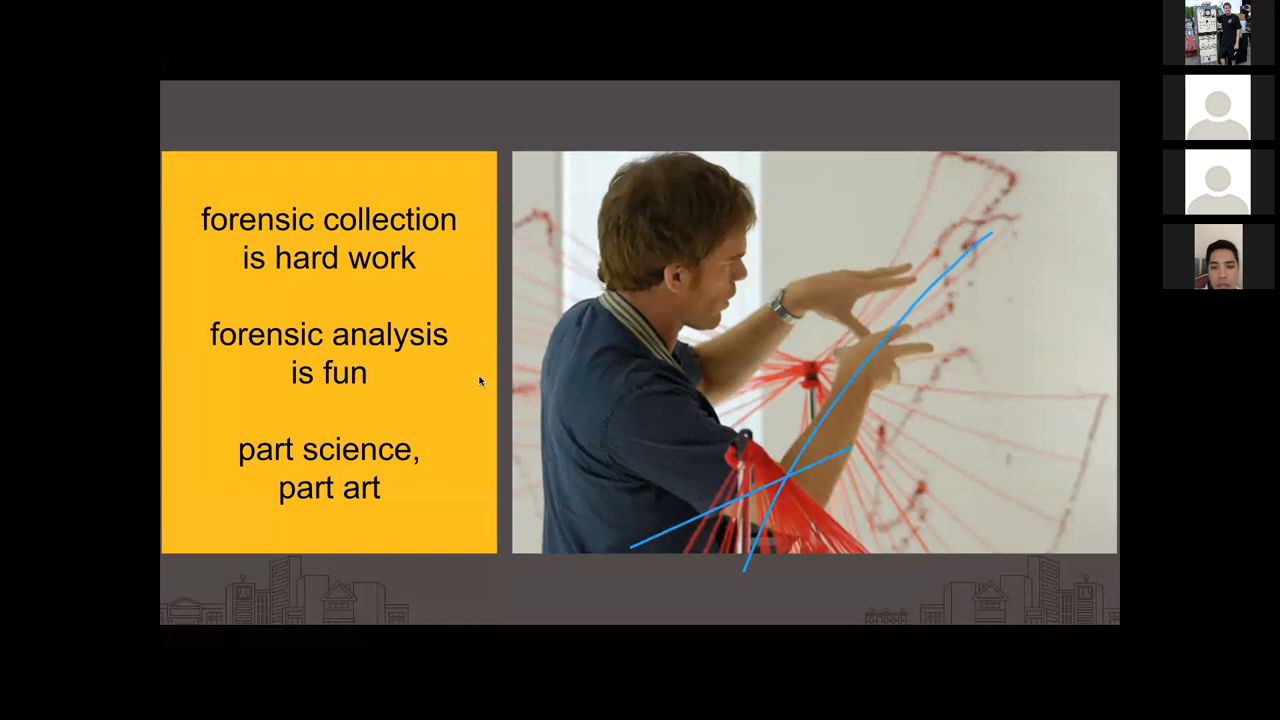 forensic collection
is hard work
forensic analysis
is fun
part science,
part art